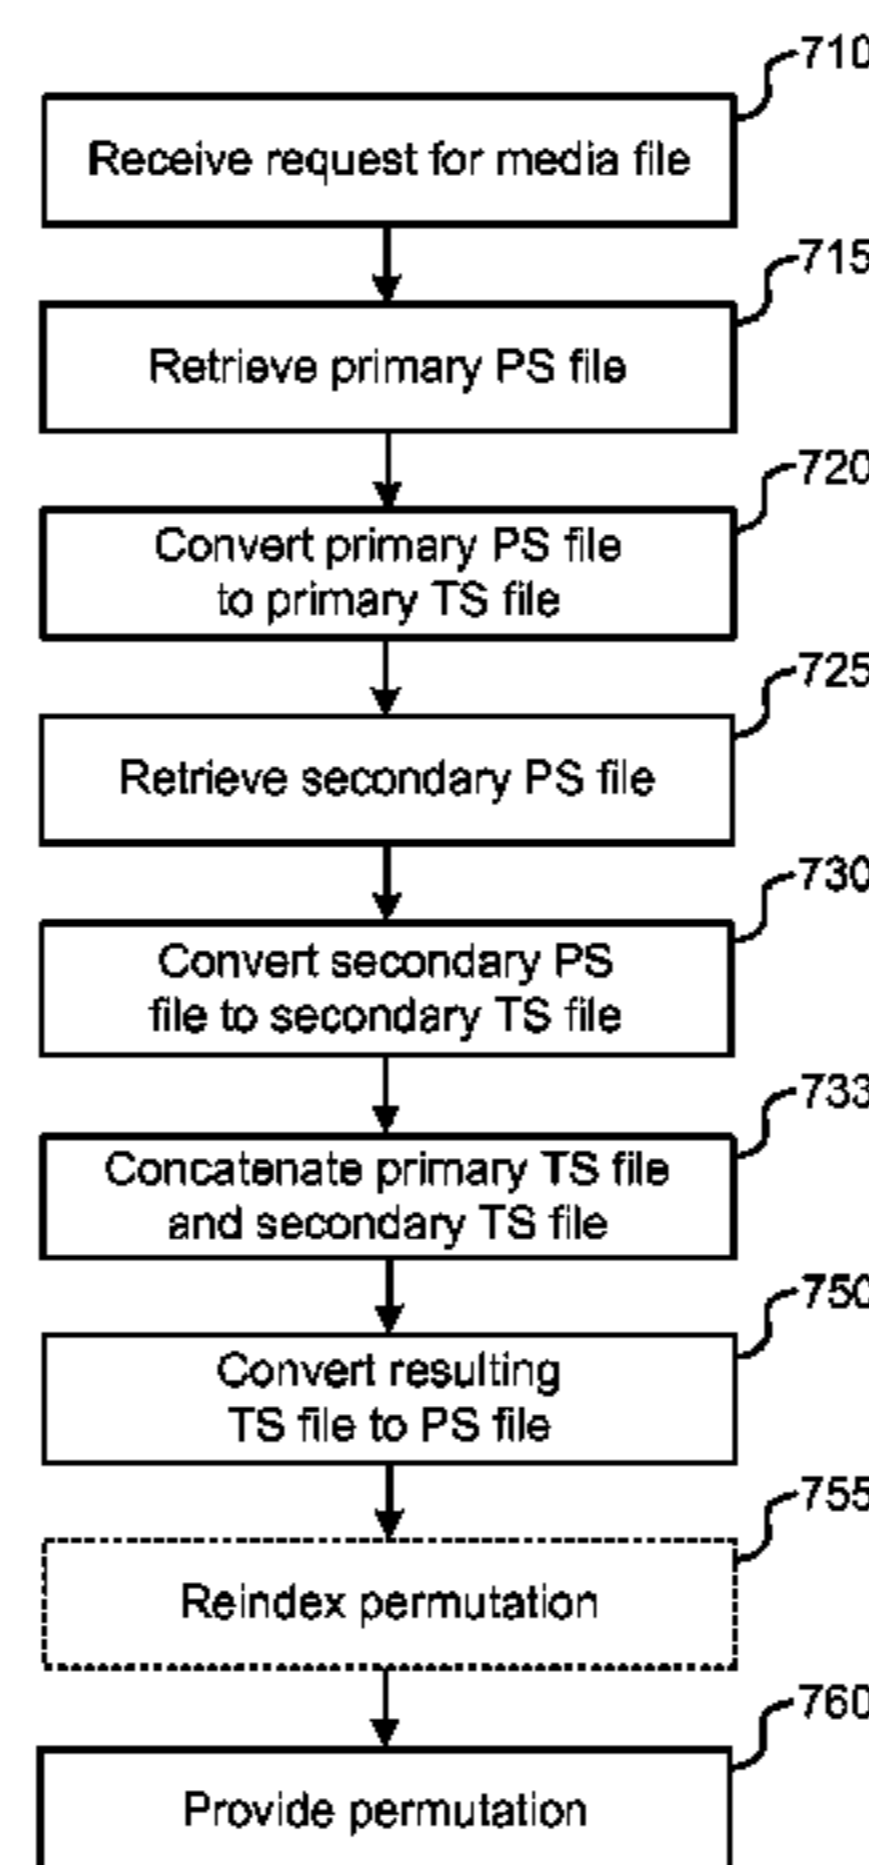 710
Receive request for media file
715
Retrieve primary PS file
720
Convert primary PS file
to primary TS file
725
Retrieve secondary PS file
730
Convert secondary PS
file to secondary TS file
733
Concatenate primary TS file
and secondary TS file
750
Convert resulting
TS file to PS file
755
Reindex permutation
760
Provide permutation